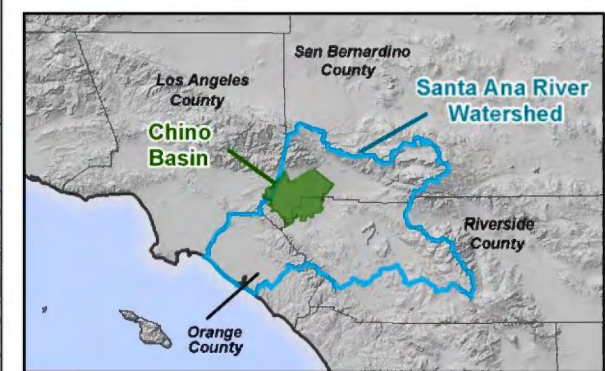 San Bernardino
County
Los Angeles
County
Santa Ana River
Watershed
Chino
Basin
Riverside
County
Orange
County